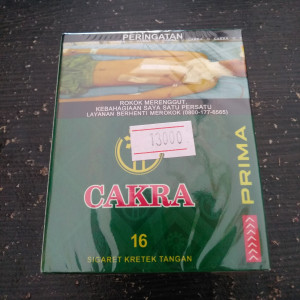 PERINGATAN
ROKOK MERENGGUT
KEBAHAGIAAN SAYA SATU PERSATU
LAYANAN BERHENTI MEROKOK (0800-177-6565)
13000
CAKRA
PRIMA
16
SIGARET KRETEK TANGAN